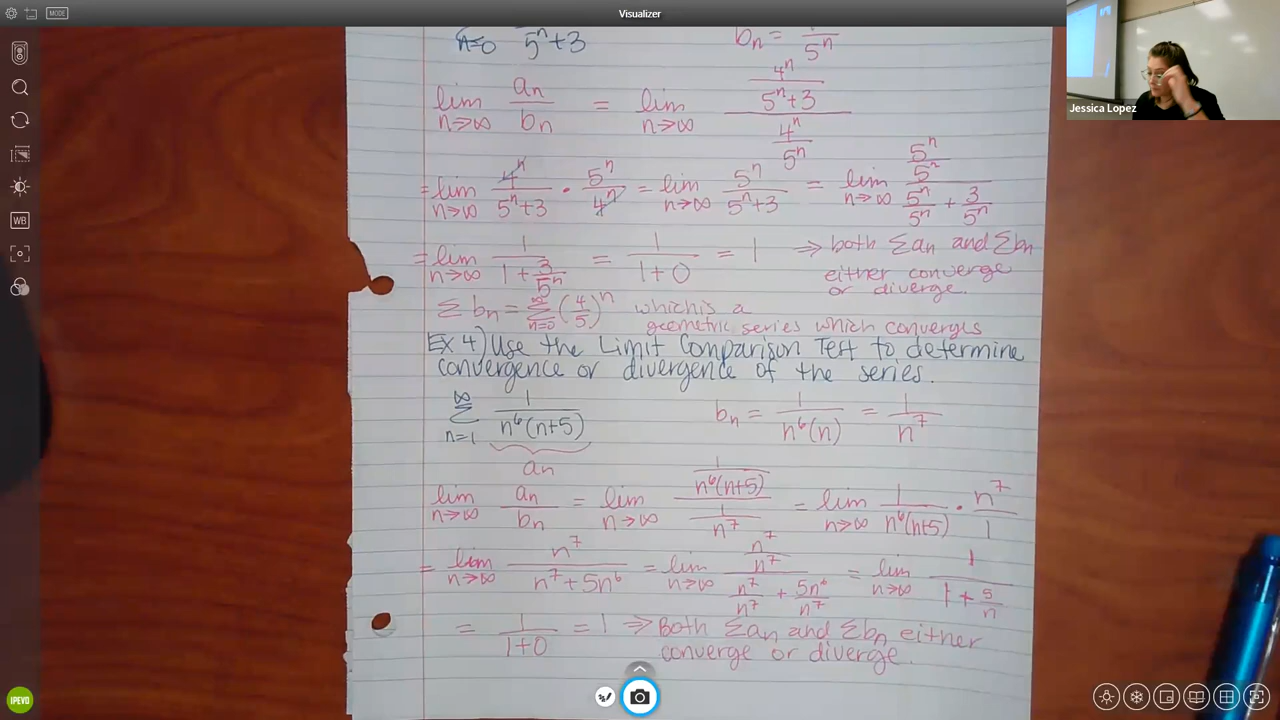 MODE
Visualizer
Jessica Lopez
WB
n=0 5^n+3
b_n = 5^n
lim n→∞ a_n/b_n = lim n→∞ (4^n/(5^n+3))/(4^n/5^n)
= lim n→∞ 4^n/(5^n+3) • 5^n/4^n = lim n→∞ 5^n/(5^n+3) = lim n→∞ (5^n/5^n)/(5^n/5^n + 3/5^n)
= lim n→∞ 1/(1 + 3/5^n) = 1/(1+0) = 1 ⇒ both Σa_n and Σb_n
either converge
or diverge.
Σ b_n = Σ_{n=0}^∞ (4/5)^n which is a
geometric series which converges
Ex 4) Use the Limit Comparison Test to determine
convergence or divergence of the series.
Σ_{n=1}^∞ 1/(n^6(n+5)) b_n = 1/(n^6(n)) = 1/n^7
a_n
lim n→∞ a_n/b_n = lim n→∞ (1/(n^6(n+5)))/(1/n^7) = lim n→∞ 1/(n^6(n+5)) • n^7/1
= lim n→∞ n^7/(n^7+5n^6) = lim n→∞ (n^7/n^7)/(n^7/n^7 + 5n^6/n^7) = lim n→∞ 1/(1 + 5/n)
= 1/(1+0) = 1 ⇒ Both Σa_n and Σb_n either
converge or diverge.
IPEVO